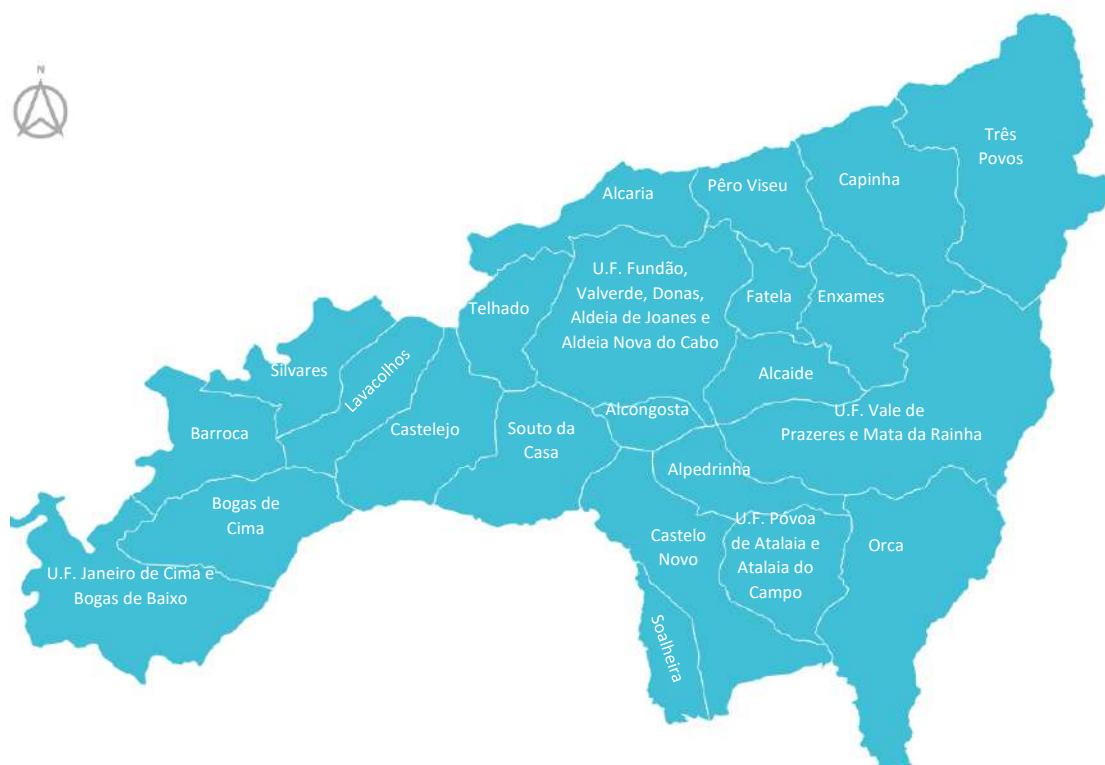 N
Três
Povos
Capinha
Pêro Viseu
Alcaria
U.F. Fundão,
Valverde, Donas,
Aldeia de Joanes e
Aldeia Nova do Cabo
Fatela
Enxames
Telhado
Silvares
Lavacolhos
Alcaide
Alcongosta
U.F. Vale de
Prazeres e Mata da Rainha
Barroca
Castelejo
Souto da
Casa
Alpedrinha
Bogas de
Cima
Castelo
Novo
U.F. Póvoa
de Atalaia e
Atalaia do
Campo
Orca
U.F. Janeiro de Cima e
Bogas de Baixo
Soalheira